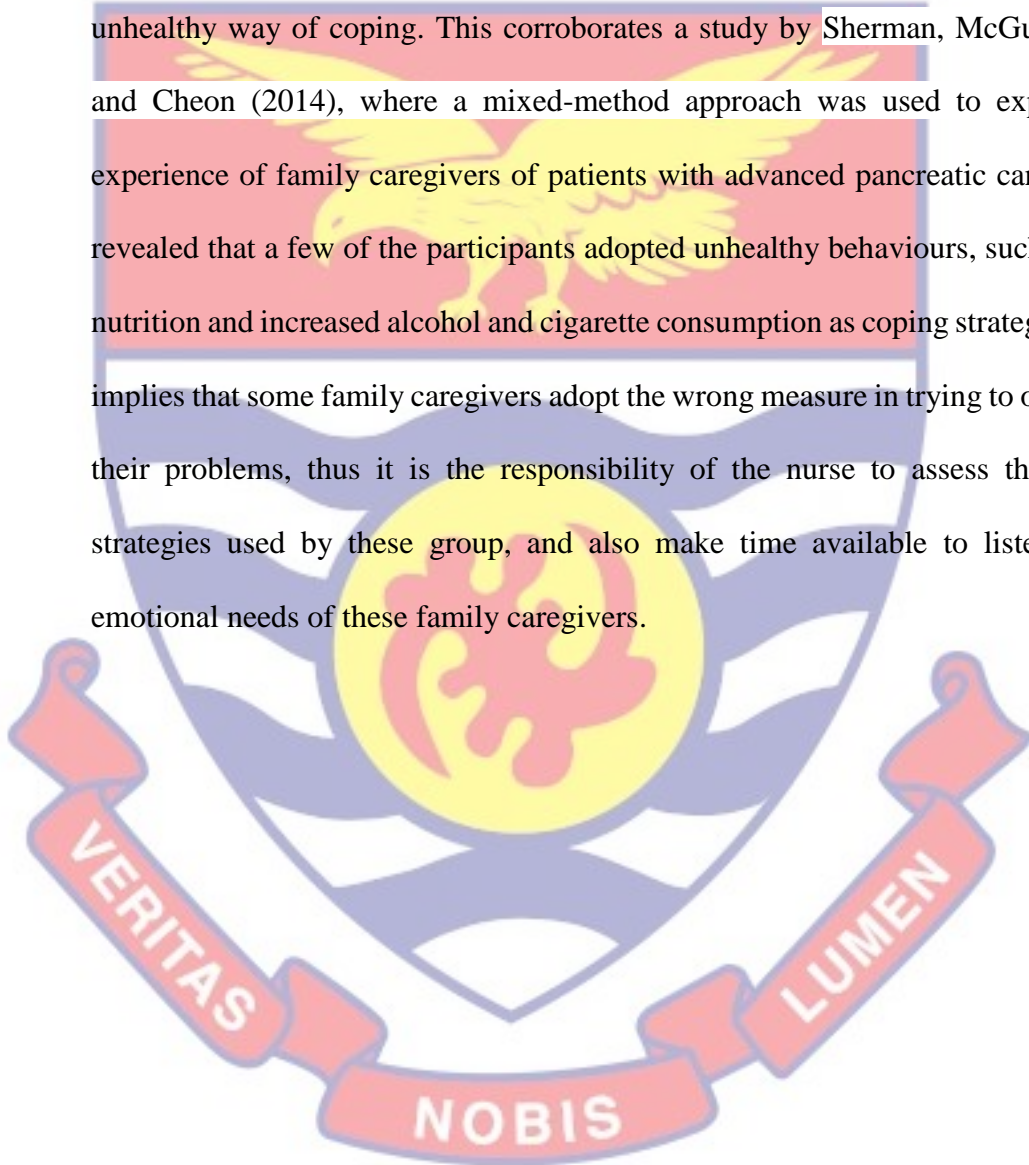 unhealthy way of coping. This corroborates a study by Sherman, McGu
and Cheon (2014), where a mixed-method approach was used to exp
experience of family caregivers of patients with advanced pancreatic can
revealed that a few of the participants adopted unhealthy behaviours, such
nutrition and increased alcohol and cigarette consumption as coping strateg
implies that some family caregivers adopt the wrong measure in trying to o
their problems, thus it is the responsibility of the nurse to assess th
strategies used by these group, and also make time available to liste
emotional needs of these family caregivers.
VERITAS
NOBIS
LUMEN